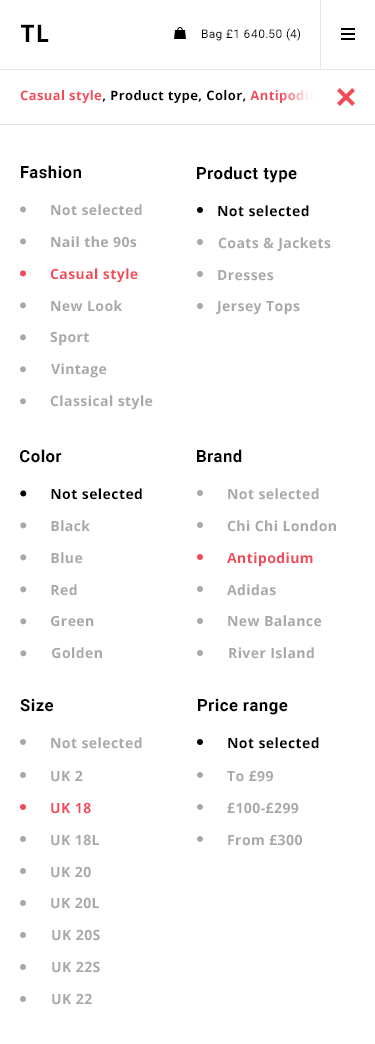 TL
Bag £1 640.50 (4)
Casual style, Product type, Color, Antipodi
Fashion
Not selected
Nail the 90s
Casual style
New Look
Sport
Vintage
Classical style
Product type
Not selected
Coats & Jackets
Dresses
Jersey Tops
Color
Not selected
Black
Blue
Red
Green
Golden
Brand
Not selected
Chi Chi London
Antipodium
Adidas
New Balance
River Island
Size
Not selected
UK 2
UK 18
UK 18L
UK 20
UK 20L
UK 20S
UK 22S
UK 22
Price range
Not selected
To £99
£100-£299
From £300